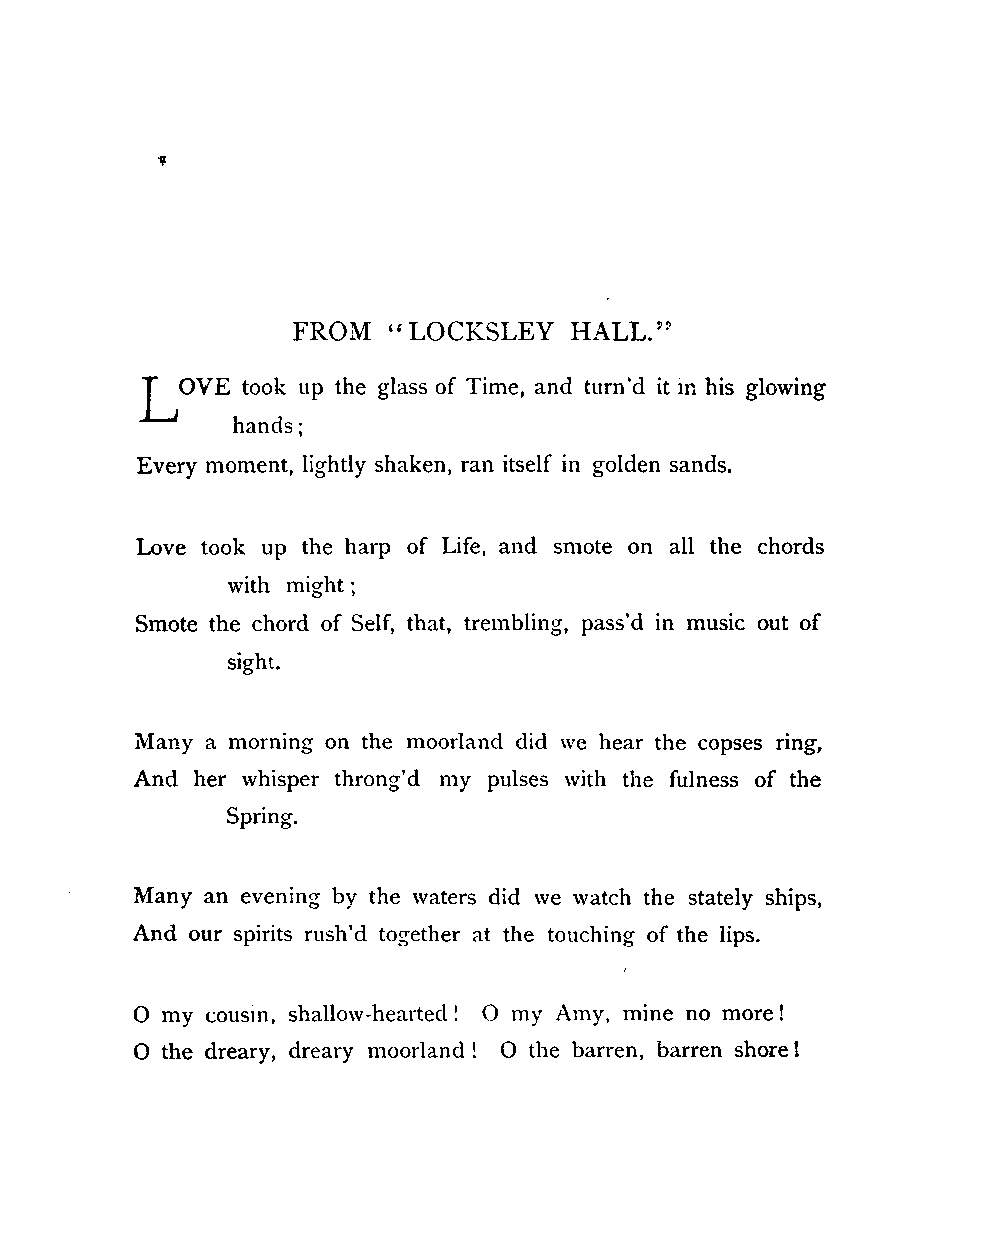 FROM “LOCKSLEY HALL.”
LOVE took up the glass of Time, and turn'd it in his glowing
hands;
Every moment, lightly shaken, ran itself in golden sands.
Love took up the harp of Life, and smote on all the chords
with might;
Smote the chord of Self, that, trembling, pass'd in music out of
sight.
Many a morning on the moorland did we hear the copses ring,
And her whisper throng'd my pulses with the fulness of the
Spring.
Many an evening by the waters did we watch the stately ships,
And our spirits rush'd together at the touching of the lips.
O my cousin, shallow-hearted! O my Amy, mine no more!
O the dreary, dreary moorland! O the barren, barren shore!